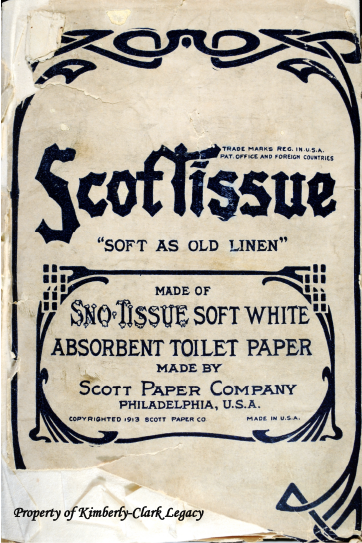 TRADE MARKS REG. IN U.S.A.
PAT. OFFICE AND FOREIGN COUNTRIES
ScotTissue
"SOFT AS OLD LINEN"
MADE OF
SNO-TISSUE SOFT WHITE
ABSORBENT TOILET PAPER
MADE BY
SCOTT PAPER COMPANY
PHILADELPHIA, U.S.A.
COPYRIGHTED 1913 SCOTT PAPER CO. MADE IN U.S.A.
Property of Kimberly-Clark Legacy